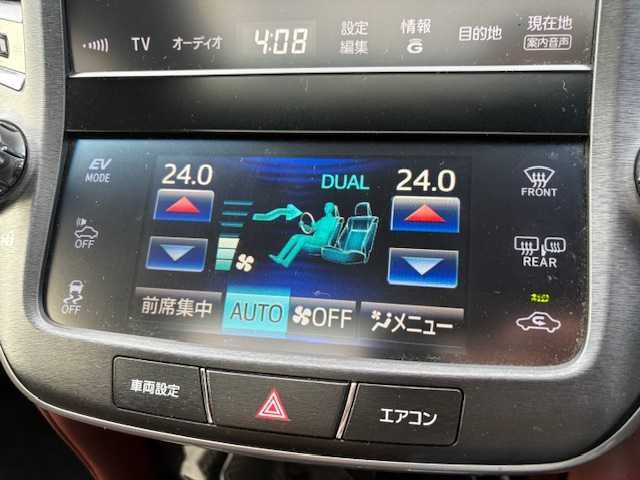 TV
オーディオ
4:08
設定
編集
情報
G
目的地
現在地
案内音声
EV
MODE
24.0
DUAL
24.0
FRONT
OFF
REAR
OFF
前席集中
AUTO
OFF
メニュー
車両設定
エアコン